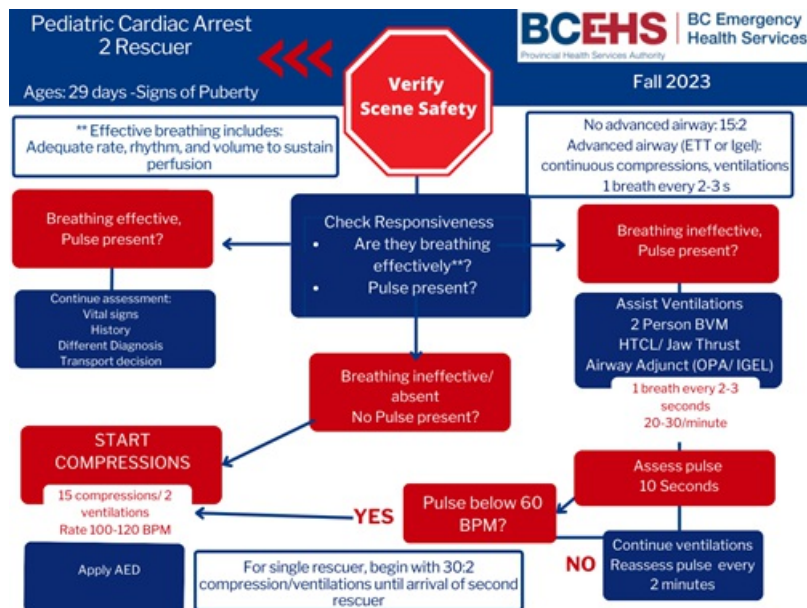 Pediatric Cardiac Arrest
2 Rescuer
Ages: 29 days -Signs of Puberty
Verify
Scene Safety
BCEHS
Provincial Health Services Authority
BC Emergency
Health Services
Fall 2023
** Effective breathing includes:
Adequate rate, rhythm, and volume to sustain
perfusion
No advanced airway: 15:2
Advanced airway (ETT or Igel):
continuous compressions, ventilations
1 breath every 2-3 s
Breathing effective,
Pulse present?
Check Responsiveness
• Are they breathing
effectively**?
• Pulse present?
Breathing ineffective,
Pulse present?
Continue assessment:
Vital signs
History
Different Diagnosis
Transport decision
Assist Ventilations
2 Person BVM
HTCL/ Jaw Thrust
Airway Adjunct (OPA/ IGEL)
1 breath every 2-3
seconds
20-30/minute
Breathing ineffective/
absent
No Pulse present?
START
COMPRESSIONS
15 compressions/ 2
ventilations
Rate 100-120 BPM
Apply AED
Assess pulse
10 Seconds
Pulse below 60
BPM?
YES
NO
Continue ventilations
Reassess pulse every
2 minutes
For single rescuer, begin with 30:2
compression/ventilations until arrival of second
rescuer